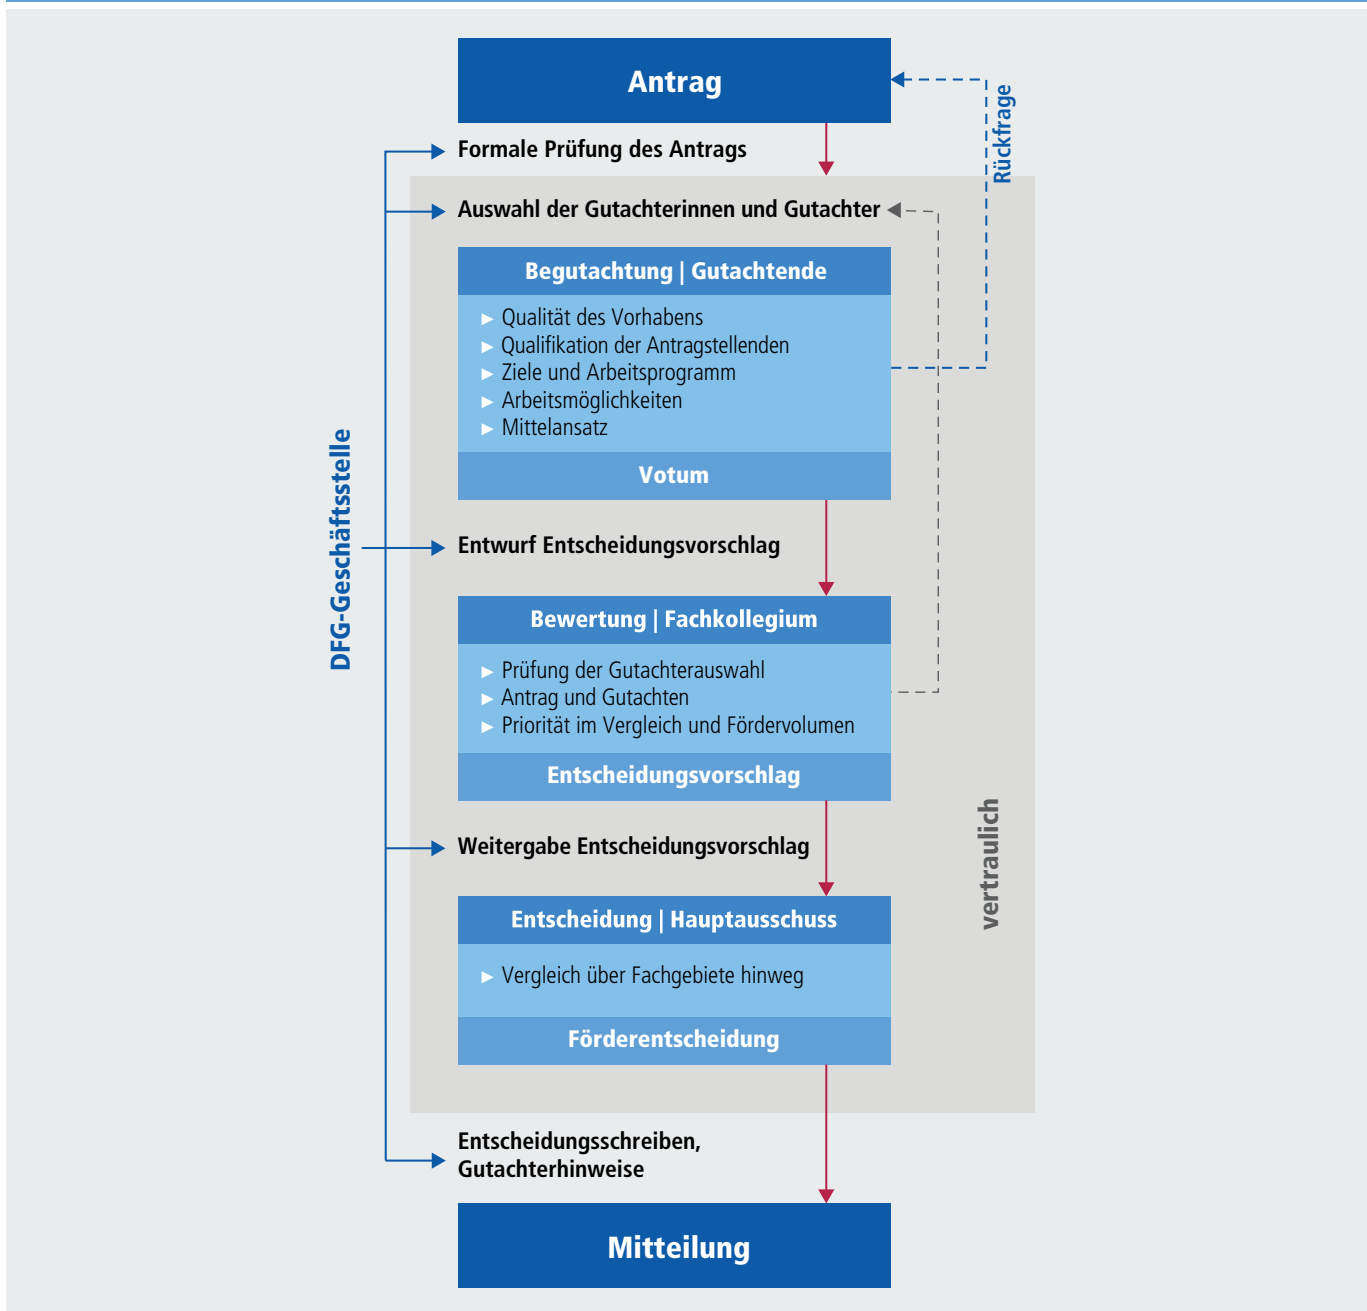 Antrag
Rückfrage
Formale Prüfung des Antrags
Auswahl der Gutachterinnen und Gutachter
Begutachtung | Gutachtende
► Qualität des Vorhabens
► Qualifikation der Antragstellenden
► Ziele und Arbeitsprogramm
► Arbeitsmöglichkeiten
► Mittelansatz
Votum
DFG-Geschäftsstelle
Entwurf Entscheidungsvorschlag
Bewertung | Fachkollegium
► Prüfung der Gutachterauswahl
► Antrag und Gutachten
► Priorität im Vergleich und Fördervolumen
Entscheidungsvorschlag
vertraulich
Weitergabe Entscheidungsvorschlag
Entscheidung | Hauptausschuss
► Vergleich über Fachgebiete hinweg
Förderentscheidung
Entscheidungsschreiben,
Gutachterhinweise
Mitteilung